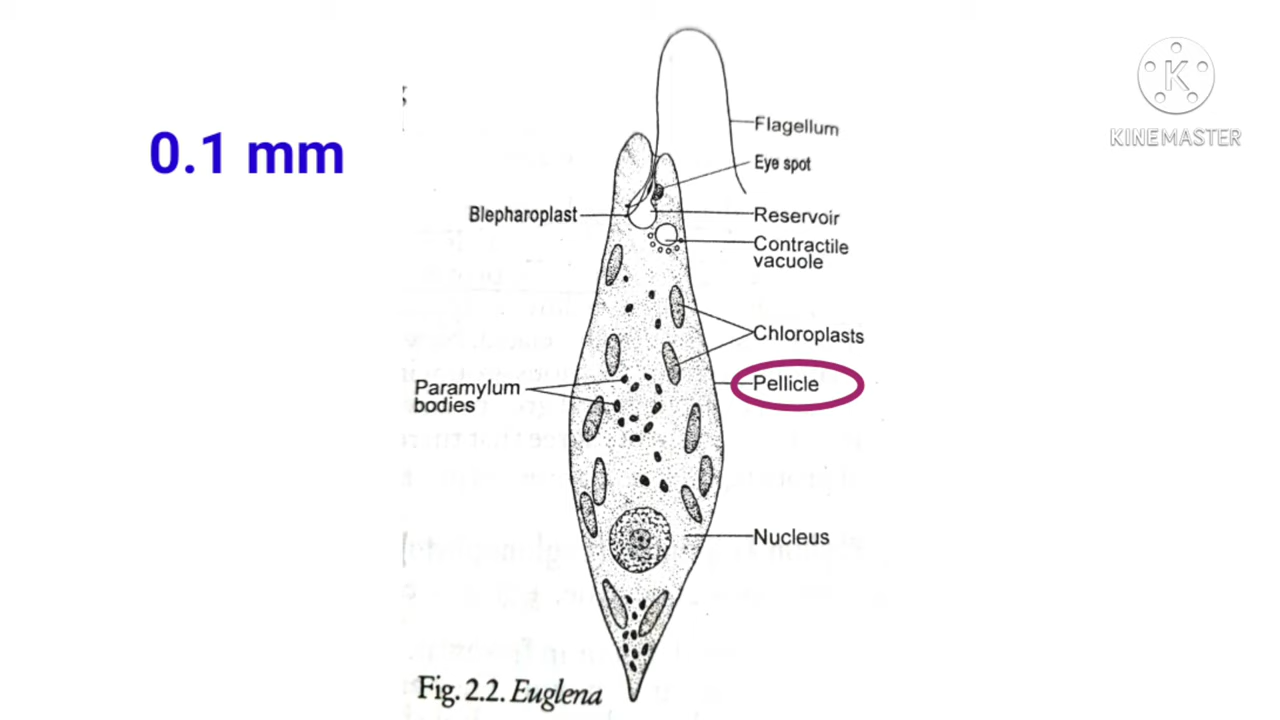 0.1 mm
K
KINEMASTER
Flagellum
Eye spot
Blepharoplast
Reservoir
Contractile
vacuole
Chloroplasts
Paramylum
bodies
Pellicle
Nucleus
Fig. 2.2. Euglena